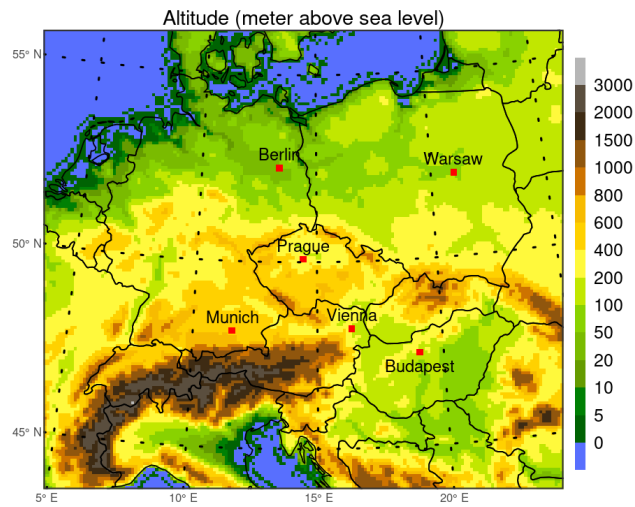 Altitude (meter above sea level)
55° N
50° N
45° N
Berlin
Warsaw
Prague
Munich
Vienna
Budapest
5° E
10° E
15° E
20° E
3000
2000
1500
1000
800
600
400
200
100
50
20
10
5
0